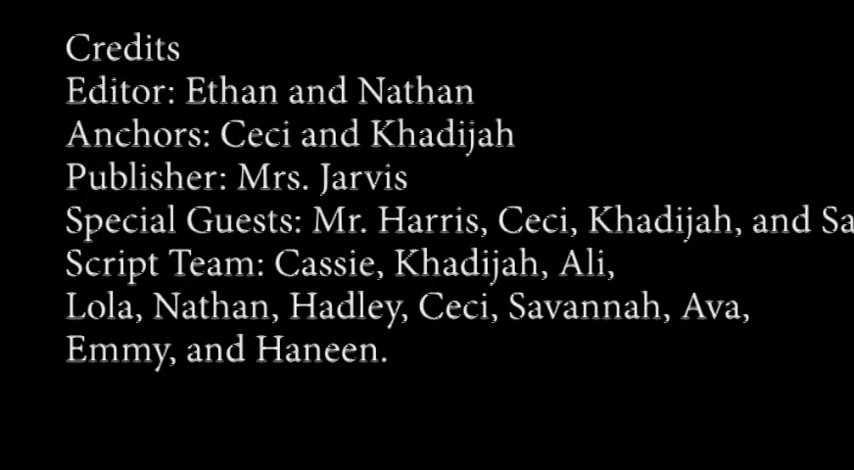 Credits
Editor: Ethan and Nathan
Anchors: Ceci and Khadijah
Publisher: Mrs. Jarvis
Special Guests: Mr. Harris, Ceci, Khadijah, and Sa
Script Team: Cassie, Khadijah, Ali,
Lola, Nathan, Hadley, Ceci, Savannah, Ava,
Emmy, and Haneen.